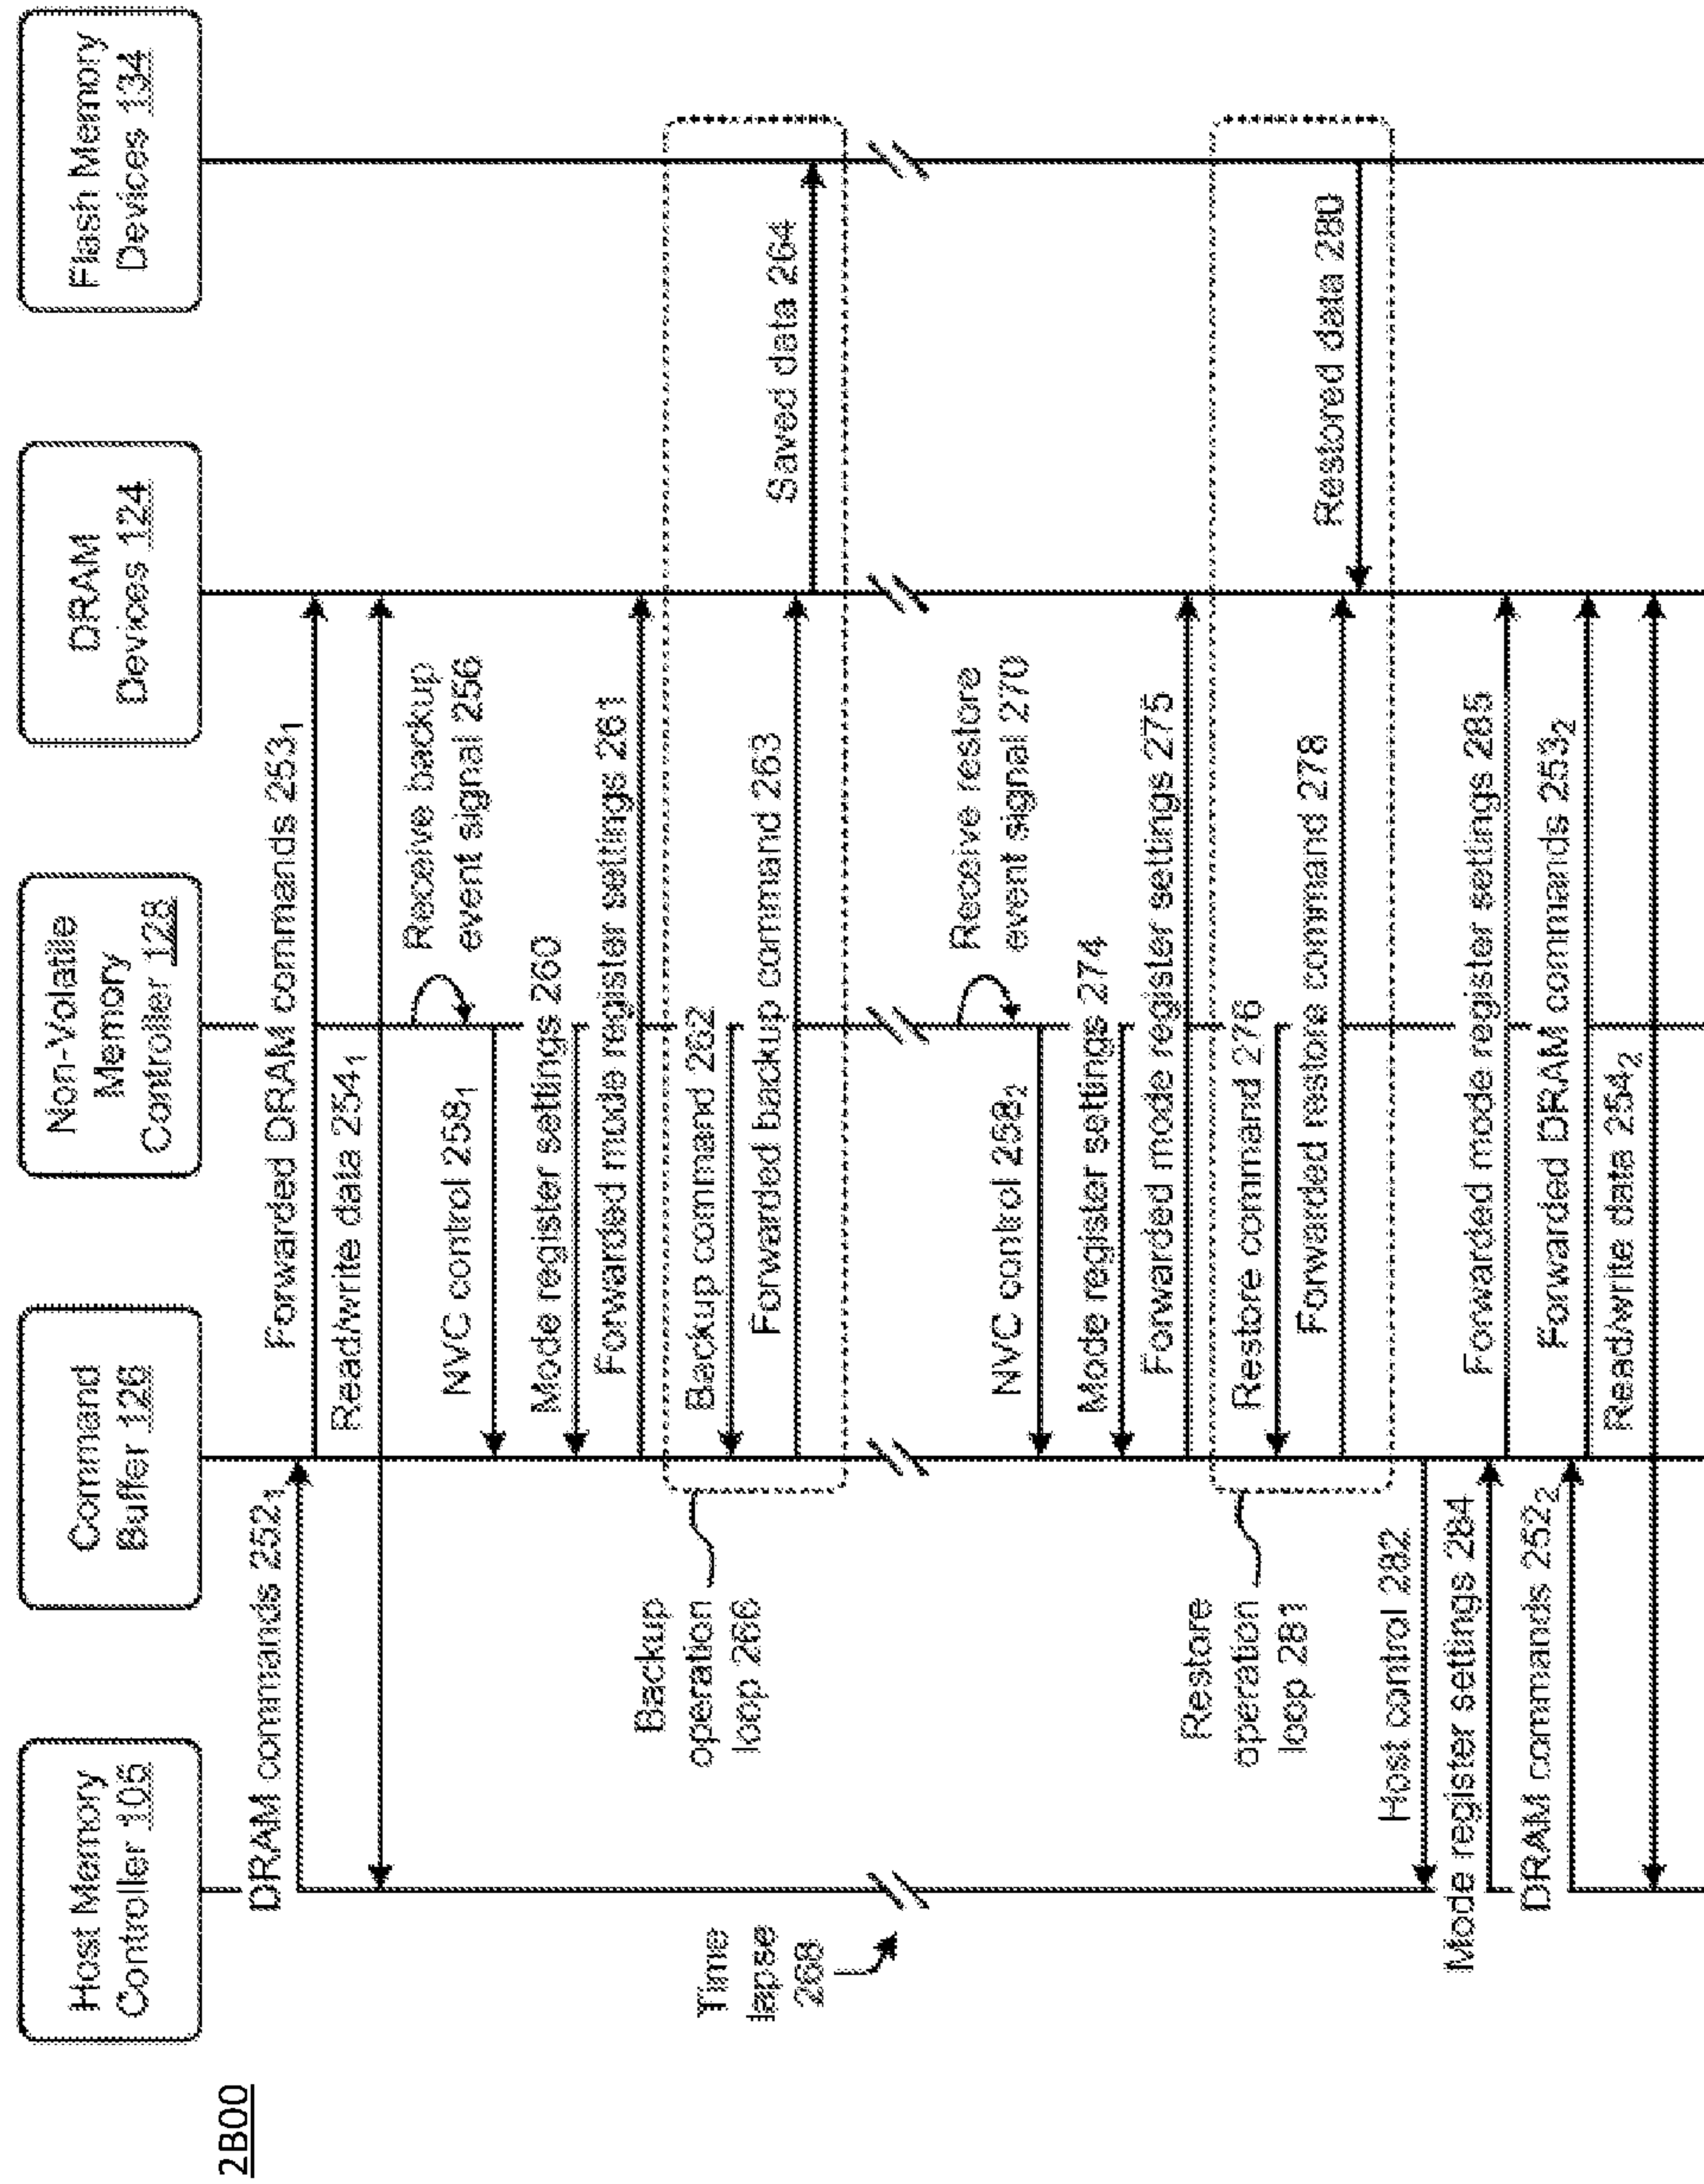 2B00
Host Memory
Controller 105
Command
Buffer 126
Non-Volatile
Memory
Controller 128
DRAM
Devices 124
Flash Memory
Devices 134
DRAM commands 252₁
Forwarded DRAM commands 253₁
Read/write data 254₁
Receive backup
event signal 256
NVC control 258₁
Mode register settings 260
Forwarded mode register settings 261
Backup
operation
loop 266
Backup command 262
Forwarded backup command 263
Saved data 264
Time
lapse
268
Receive restore
event signal 270
NVC control 258₂
Mode register settings 274
Forwarded mode register settings 275
Restore
operation
loop 281
Restore command 276
Forwarded restore command 278
Restored data 280
Host control 282
Mode register settings 284
Forwarded mode register settings 285
DRAM commands 252₂
Forwarded DRAM commands 253₂
Read/write data 254₂